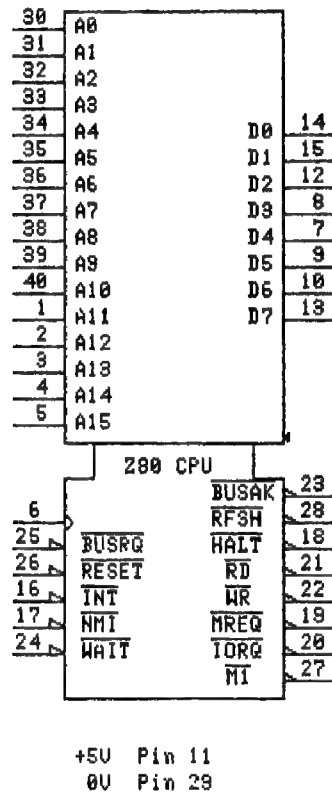 30 A0
31 A1
32 A2
33 A3
34 A4 D0 14
35 A5 D1 15
36 A6 D2 12
37 A7 D3 8
38 A8 D4 7
39 A9 D5 9
40 A10 D6 10
1 A11 D7 13
2 A12
3 A13
4 A14
5 A15
Z80 CPU
BUSAK 23
6 RFSH 28
25 BUSRQ HALT 18
26 RESET RD 21
16 INT WR 22
17 NMI MREQ 19
24 WAIT IORQ 20
M1 27
+5V Pin 11
0V Pin 29